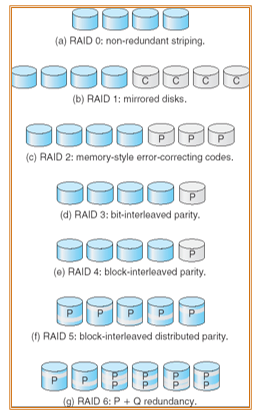 (a) RAID 0: non-redundant striping.
C C C C
(b) RAID 1: mirrored disks.
P P P
(c) RAID 2: memory-style error-correcting codes.
P
(d) RAID 3: bit-interleaved parity.
P
(e) RAID 4: block-interleaved parity.
P P P P P
(f) RAID 5: block-interleaved distributed parity.
P P P P P P
P P P P
(g) RAID 6: P + Q redundancy.